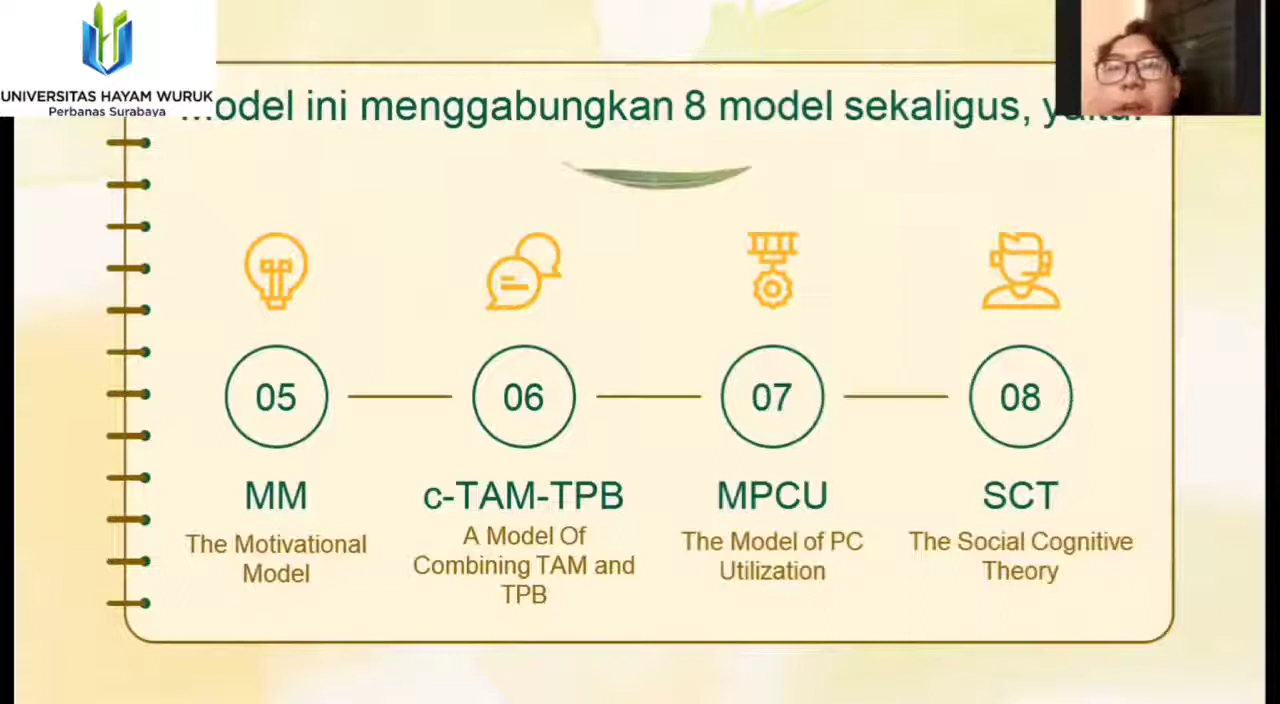 UNIVERSITAS HAYAM WURUK
Perbanas Surabaya
odel ini menggabungkan 8 model sekaligus,
05
06
07
08
MM
c-TAM-TPB
MPCU
SCT
The Motivational
Model
A Model Of
Combining TAM and
TPB
The Model of PC
Utilization
The Social Cognitive
Theory